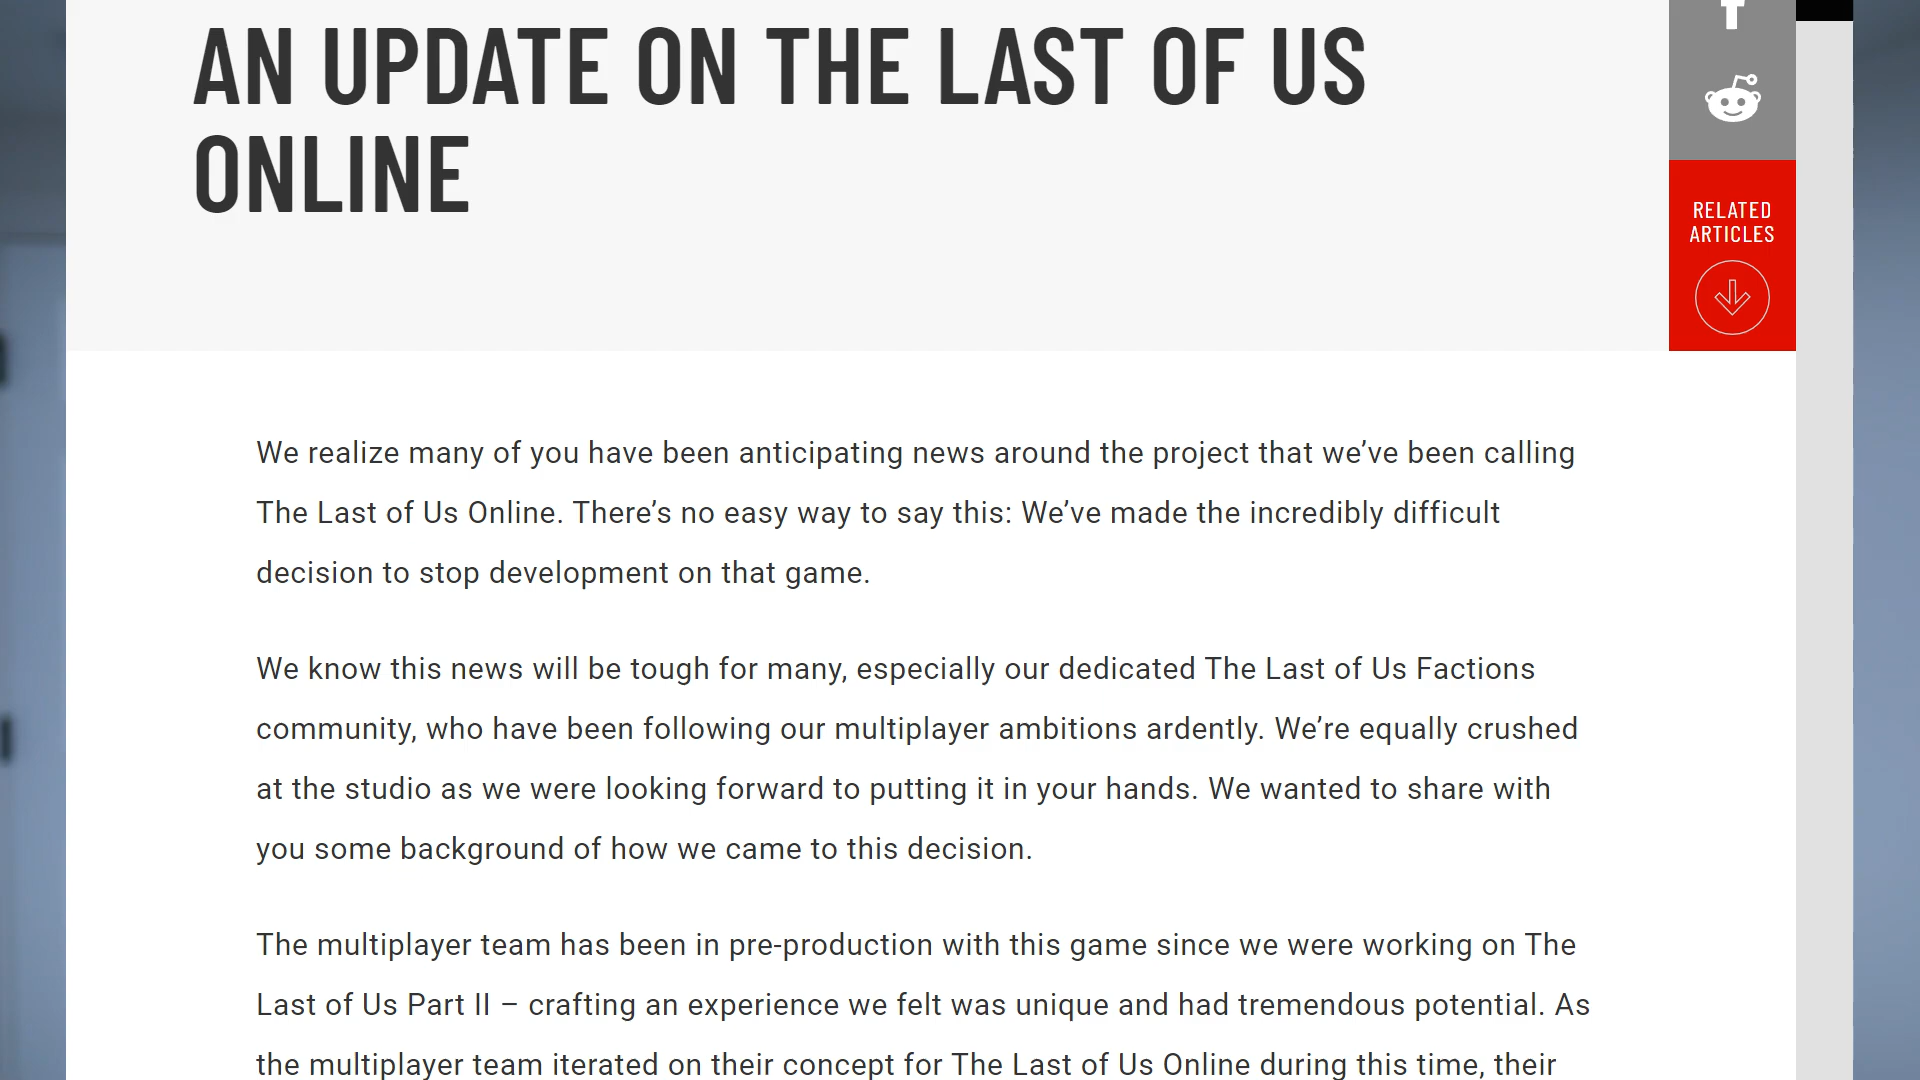 AN UPDATE ON THE LAST OF US
ONLINE
RELATED
ARTICLES
We realize many of you have been anticipating news around the project that we’ve been calling
The Last of Us Online. There’s no easy way to say this: We’ve made the incredibly difficult
decision to stop development on that game.
We know this news will be tough for many, especially our dedicated The Last of Us Factions
community, who have been following our multiplayer ambitions ardently. We’re equally crushed
at the studio as we were looking forward to putting it in your hands. We wanted to share with
you some background of how we came to this decision.
The multiplayer team has been in pre-production with this game since we were working on The
Last of Us Part II – crafting an experience we felt was unique and had tremendous potential. As
the multiplayer team iterated on their concept for The Last of Us Online during this time, their